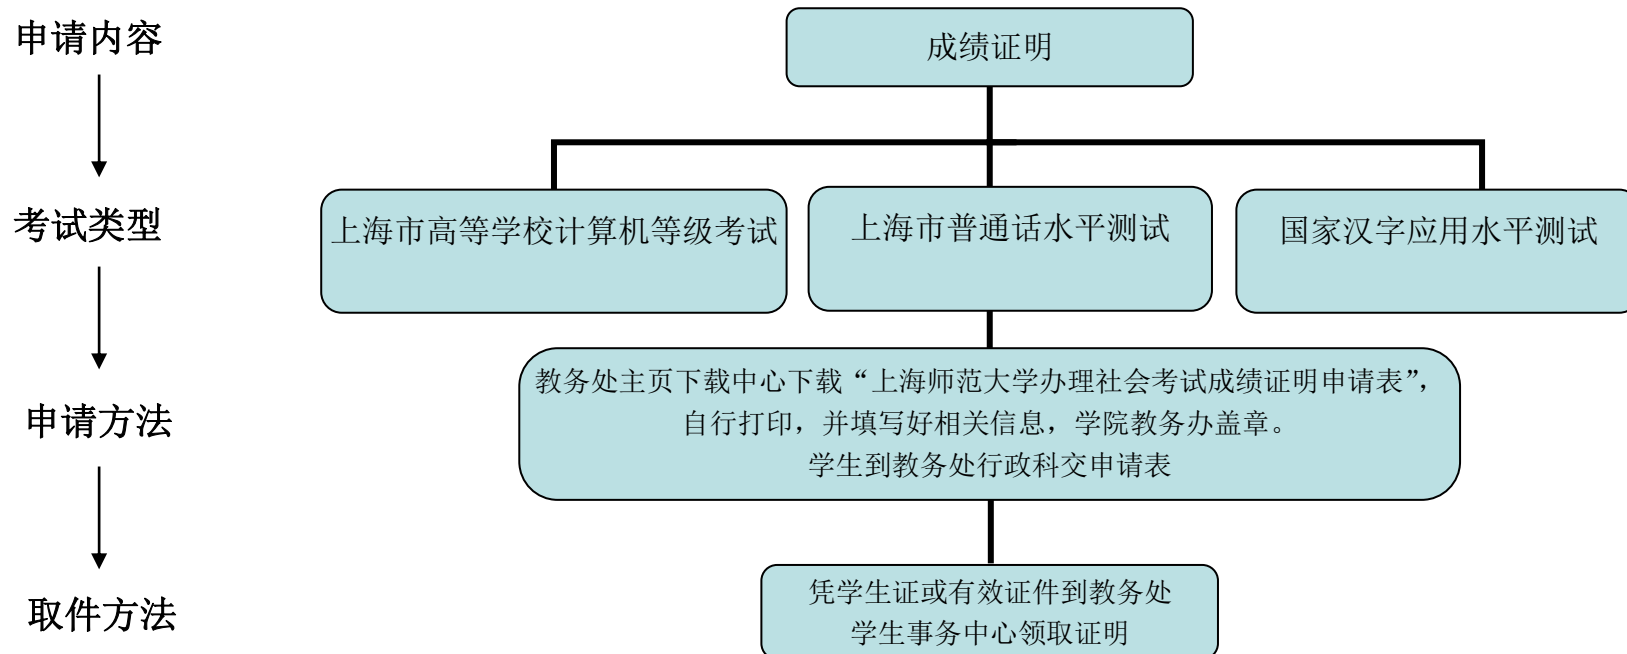 申请内容
成绩证明
考试类型
上海市高等学校计算机等级考试
上海市普通话水平测试
国家汉字应用水平测试
申请方法
教务处主页下载中心下载“上海师范大学办理社会考试成绩证明申请表”，
自行打印，并填写好相关信息，学院教务办盖章。
学生到教务处行政科交申请表
取件方法
凭学生证或有效证件到教务处
学生事务中心领取证明